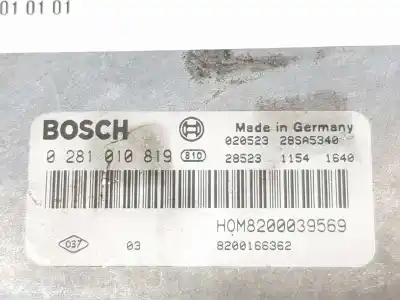 01 01 01
BOSCH
Made in Germany
020523 28SA5340
0 281 010 819 810
28523 1154 1640
HOM8200039569
037 03 8200166362